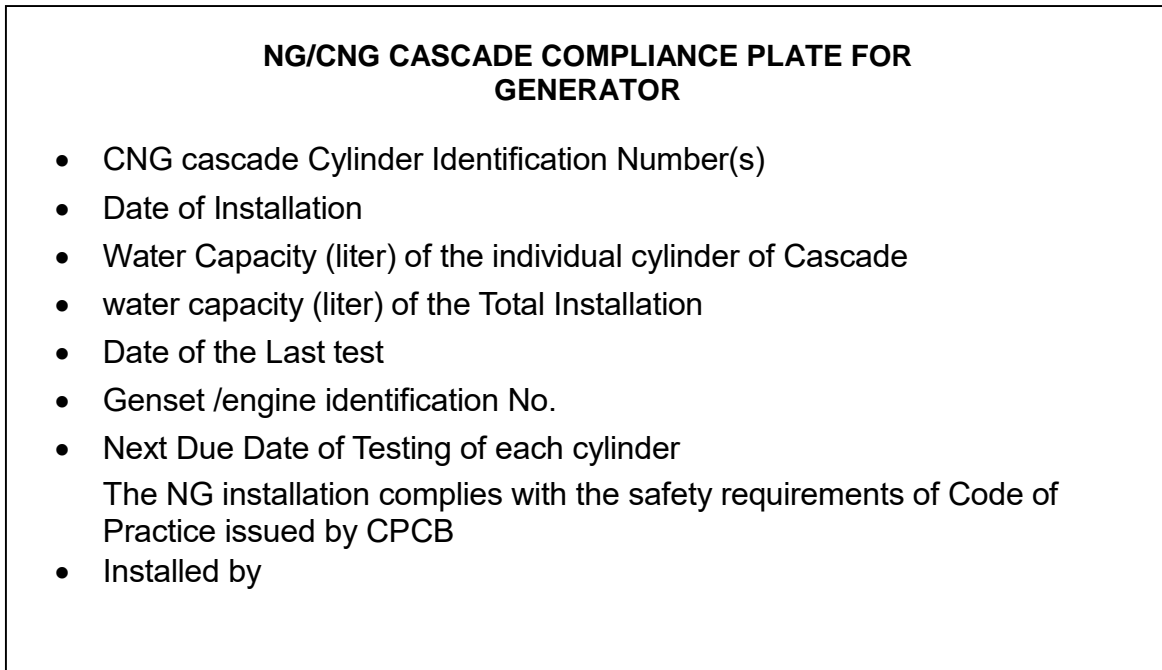 NG/CNG CASCADE COMPLIANCE PLATE FOR
GENERATOR
• CNG cascade Cylinder Identification Number(s)
• Date of Installation
• Water Capacity (liter) of the individual cylinder of Cascade
• water capacity (liter) of the Total Installation
• Date of the Last test
• Genset /engine identification No.
• Next Due Date of Testing of each cylinder
The NG installation complies with the safety requirements of Code of
Practice issued by CPCB
• Installed by